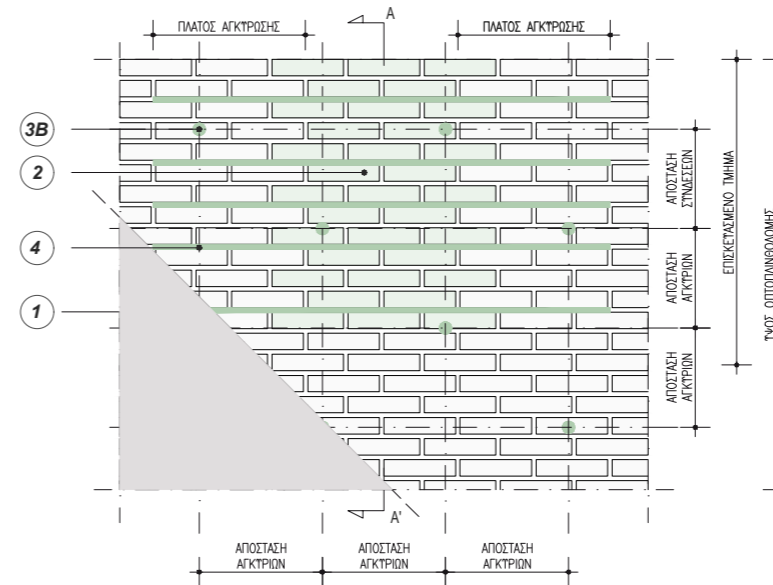 ΠΛΑΤΟΣ ΑΓΚΥΡΩΣΗΣ
A
ΠΛΑΤΟΣ ΑΓΚΥΡΩΣΗΣ
3B
2
4
1
ΑΠΟΣΤΑΣΗ
ΣΥΝΔΕΣΕΩΝ
ΑΠΟΣΤΑΣΗ
ΑΓΚΥΡΙΩΝ
ΑΠΟΣΤΑΣΗ
ΑΓΚΥΡΙΩΝ
ΕΠΙΣΚΕΥΑΣΜΕΝΟ ΤΜΗΜΑ
ΥΨΟΣ ΟΠΤΟΠΛΙΝΘΟΔΟΜΗΣ
A'
ΑΠΟΣΤΑΣΗ
ΑΓΚΥΡΙΩΝ
ΑΠΟΣΤΑΣΗ
ΑΓΚΥΡΙΩΝ
ΑΠΟΣΤΑΣΗ
ΑΓΚΥΡΙΩΝ